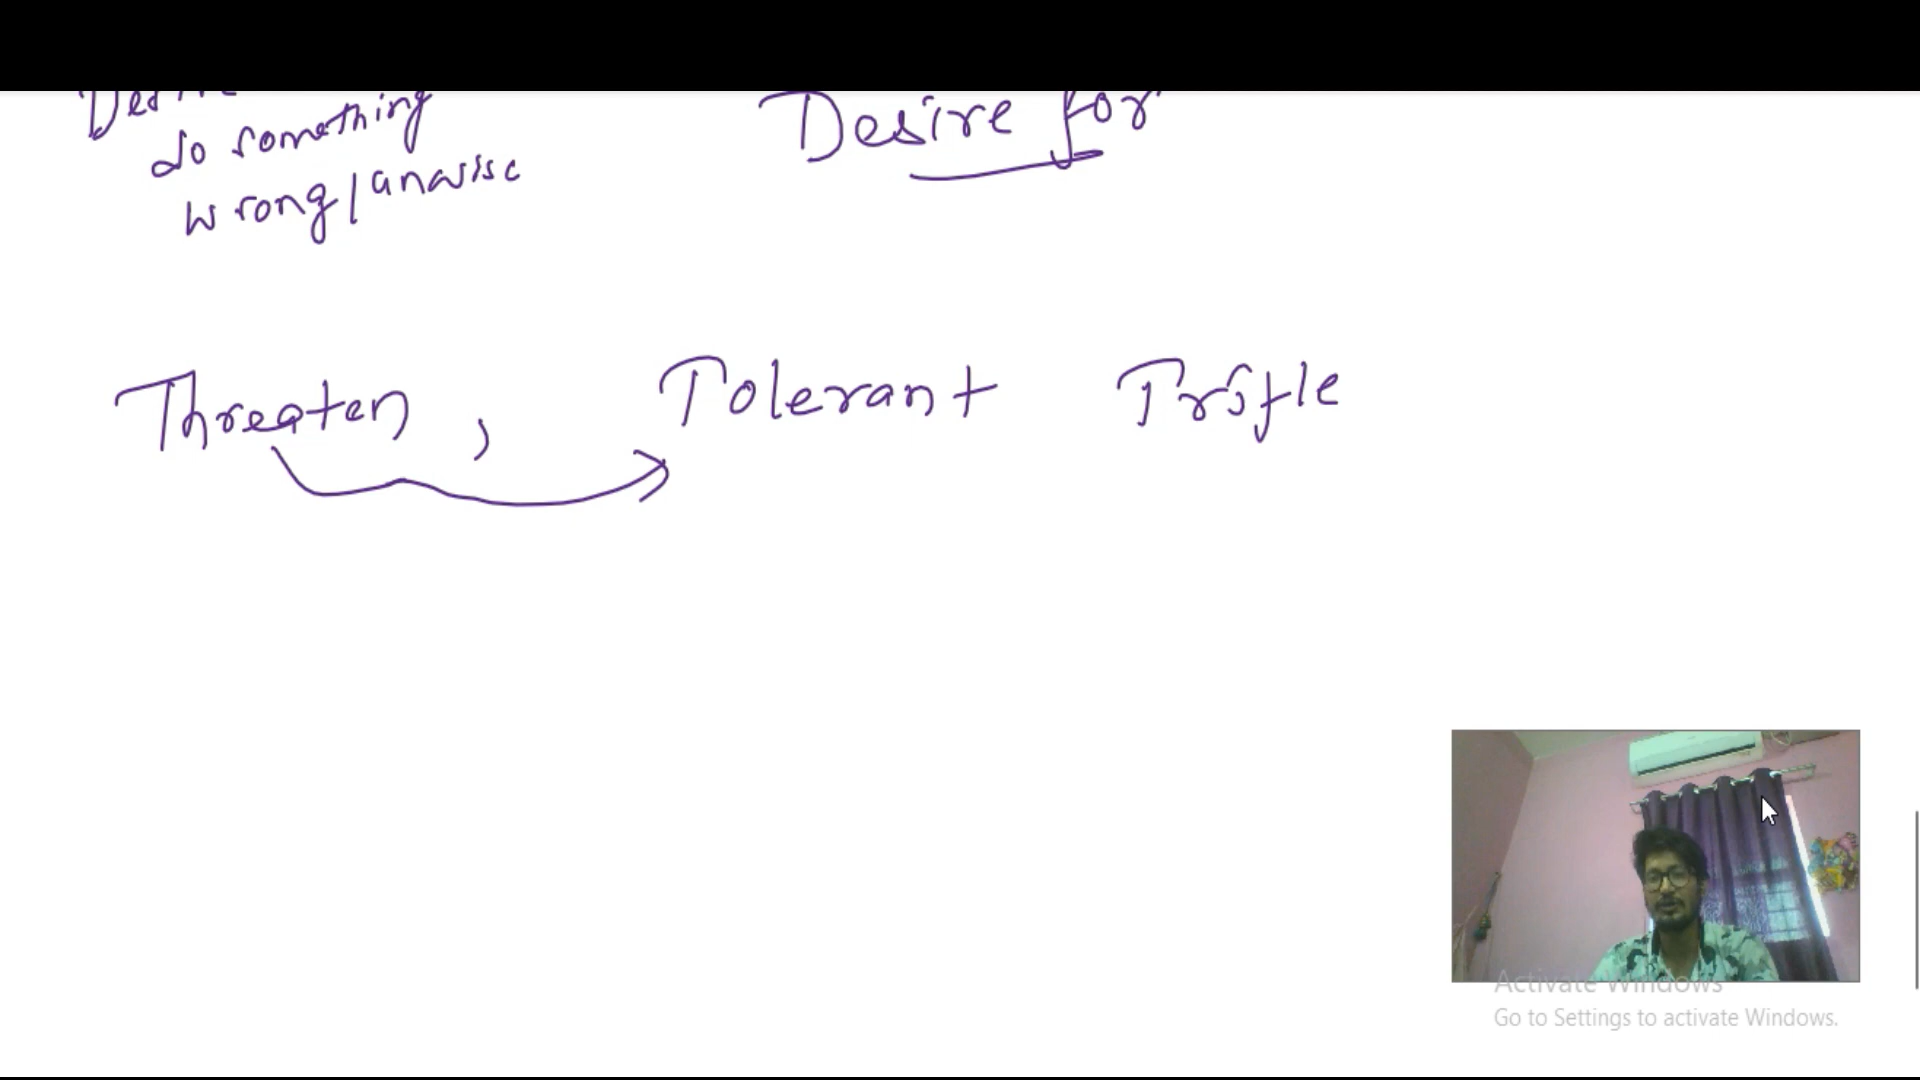 do something
wrong/unwise
Desire for
Threaten, Tolerant Trifle
Activate Windows
Go to Settings to activate Windows.